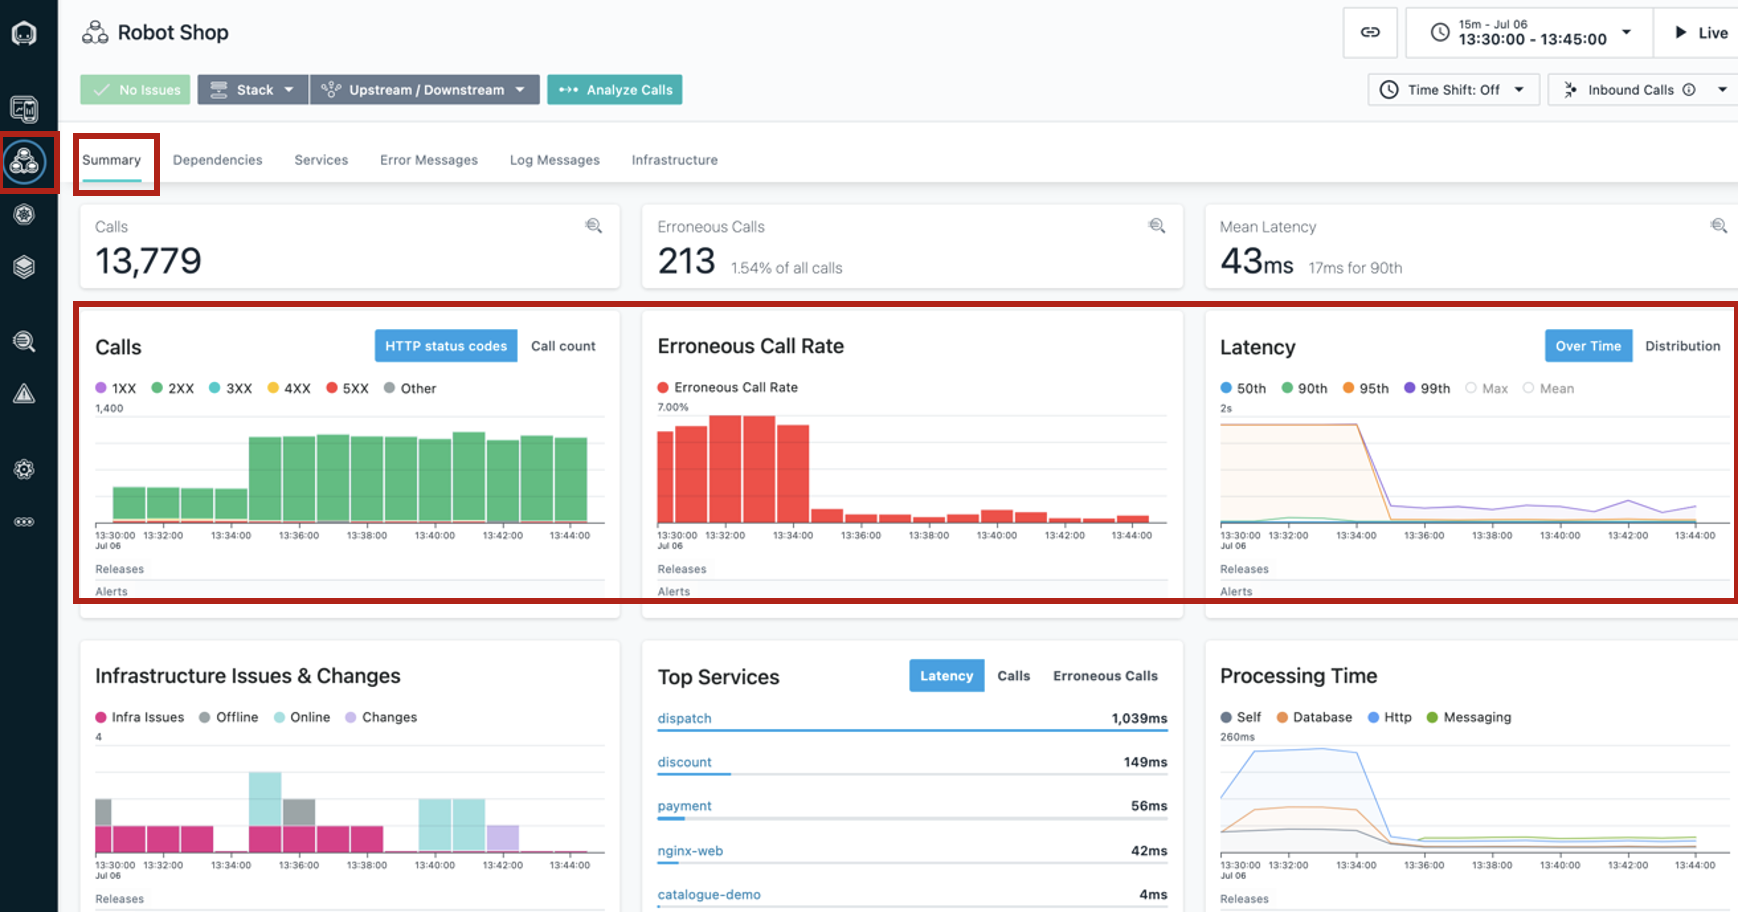 Robot Shop
15m - Jul 06
13:30:00 - 13:45:00
Live
No Issues
Stack
Upstream / Downstream
Analyze Calls
Time Shift: Off
Inbound Calls
Summary
Dependencies
Services
Error Messages
Log Messages
Infrastructure
Calls
13,779
Erroneous Calls
213 1.54% of all calls
Mean Latency
43ms 17ms for 90th
Calls
HTTP status codes
Call count
1XX 2XX 3XX 4XX 5XX Other
1,400
13:30:00 13:32:00 13:34:00 13:36:00 13:38:00 13:40:00 13:42:00 13:44:00
Jul 06
Releases
Alerts
Erroneous Call Rate
Erroneous Call Rate
7.00%
13:30:00 13:32:00 13:34:00 13:36:00 13:38:00 13:40:00 13:42:00 13:44:00
Jul 06
Releases
Alerts
Latency
Over Time
Distribution
50th 90th 95th 99th Max Mean
2s
13:30:00 13:32:00 13:34:00 13:36:00 13:38:00 13:40:00 13:42:00 13:44:00
Jul 06
Releases
Alerts
Infrastructure Issues & Changes
Infra Issues Offline Online Changes
4
13:30:00 13:32:00 13:34:00 13:36:00 13:38:00 13:40:00 13:42:00 13:44:00
Jul 06
Releases
Top Services
Latency
Calls
Erroneous Calls
dispatch 1,039ms
discount 149ms
payment 56ms
nginx-web 42ms
catalogue-demo 4ms
Processing Time
Self Database Http Messaging
260ms
13:30:00 13:32:00 13:34:00 13:36:00 13:38:00 13:40:00 13:42:00 13:44:00
Jul 06
Releases